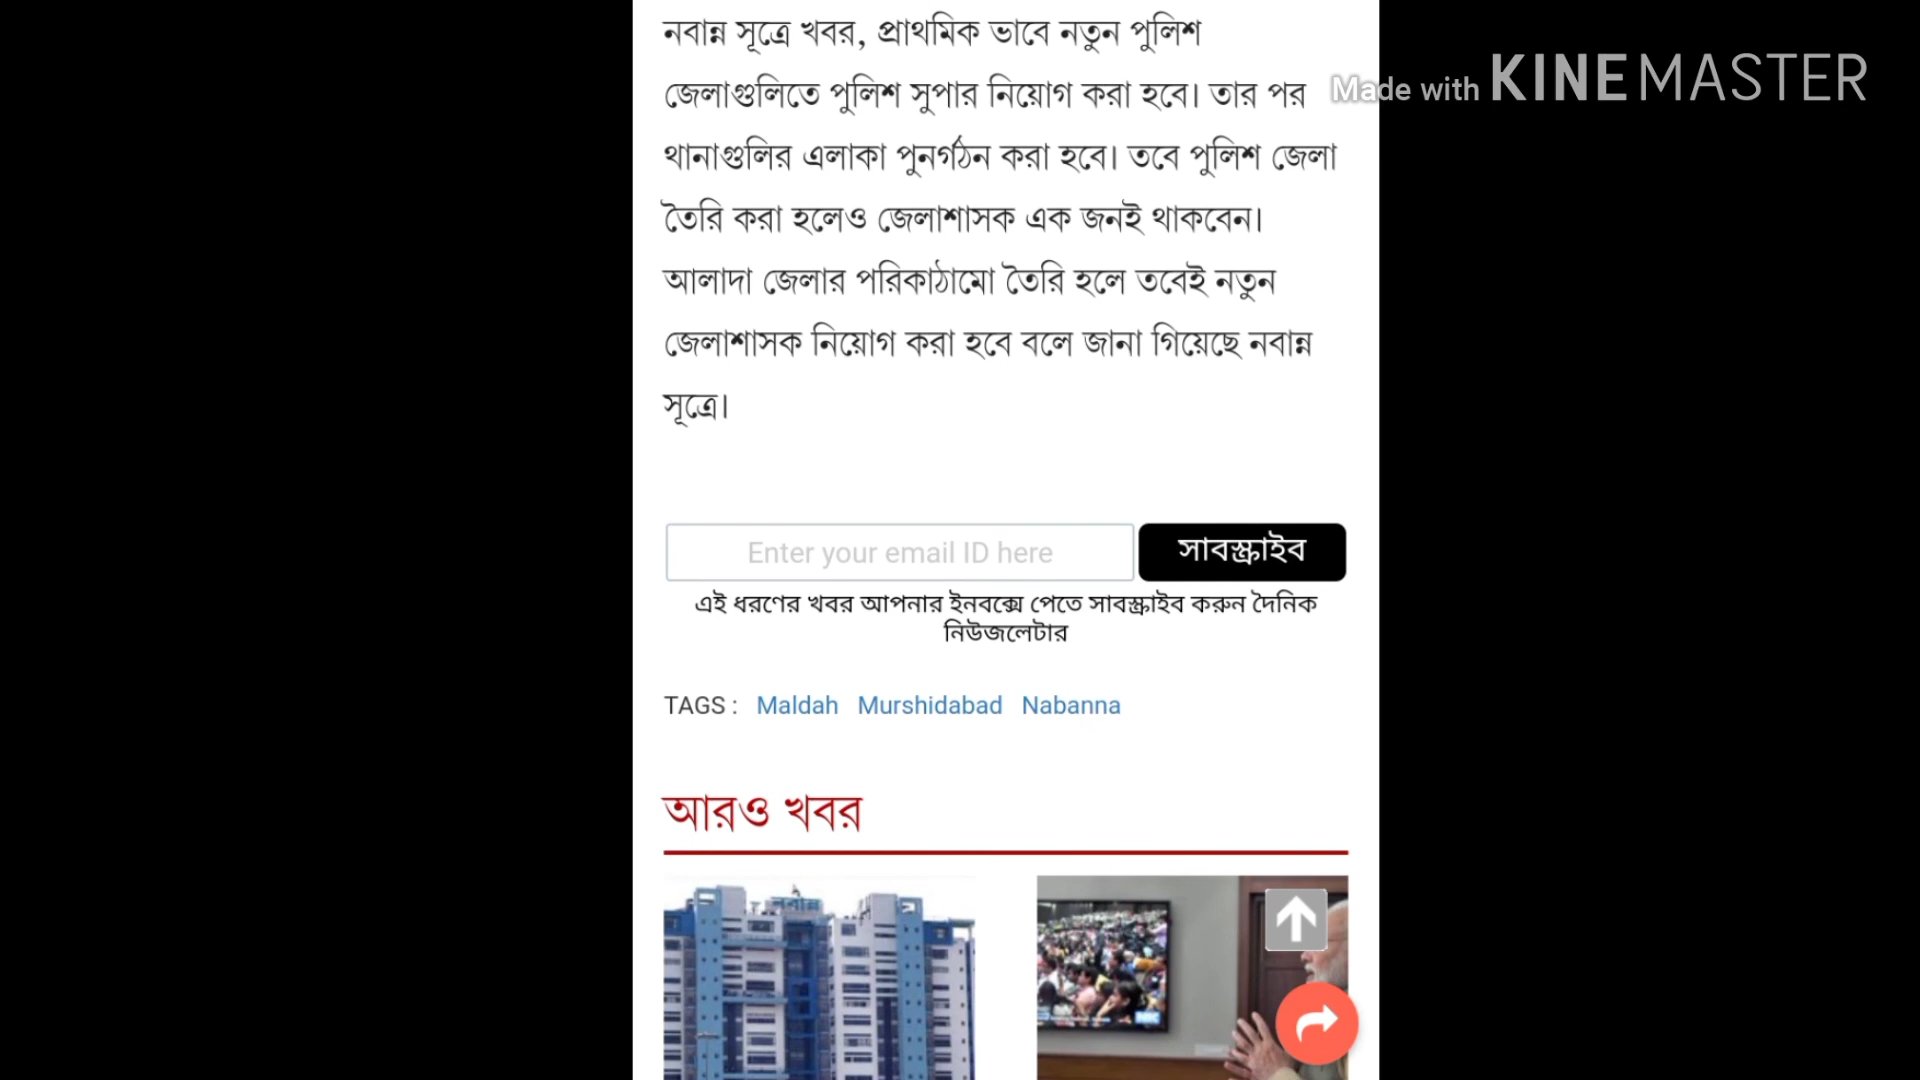 নবান্ন সূত্রে খবর, প্রাথমিক ভাবে নতুন পুলিশ
জেলাগুলিতে পুলিশ সুপার নিয়োগ করা হবে। তার পর
Made with KINEMASTER
থানাগুলির এলাকা পুনর্গঠন করা হবে। তবে পুলিশ জেলা
তৈরি করা হলেও জেলাশাসক এক জনই থাকবেন।
আলাদা জেলার পরিকাঠামো তৈরি হলে তবেই নতুন
জেলাশাসক নিয়োগ করা হবে বলে জানা গিয়েছে নবান্ন
সূত্রে।
Enter your email ID here সাবস্ক্রাইব
এই ধরণের খবর আপনার ইনবক্সে পেতে সাবস্ক্রাইব করুন দৈনিক
নিউজলেটার
TAGS : Maldah Murshidabad Nabanna
আরও খবর
নবান্ন